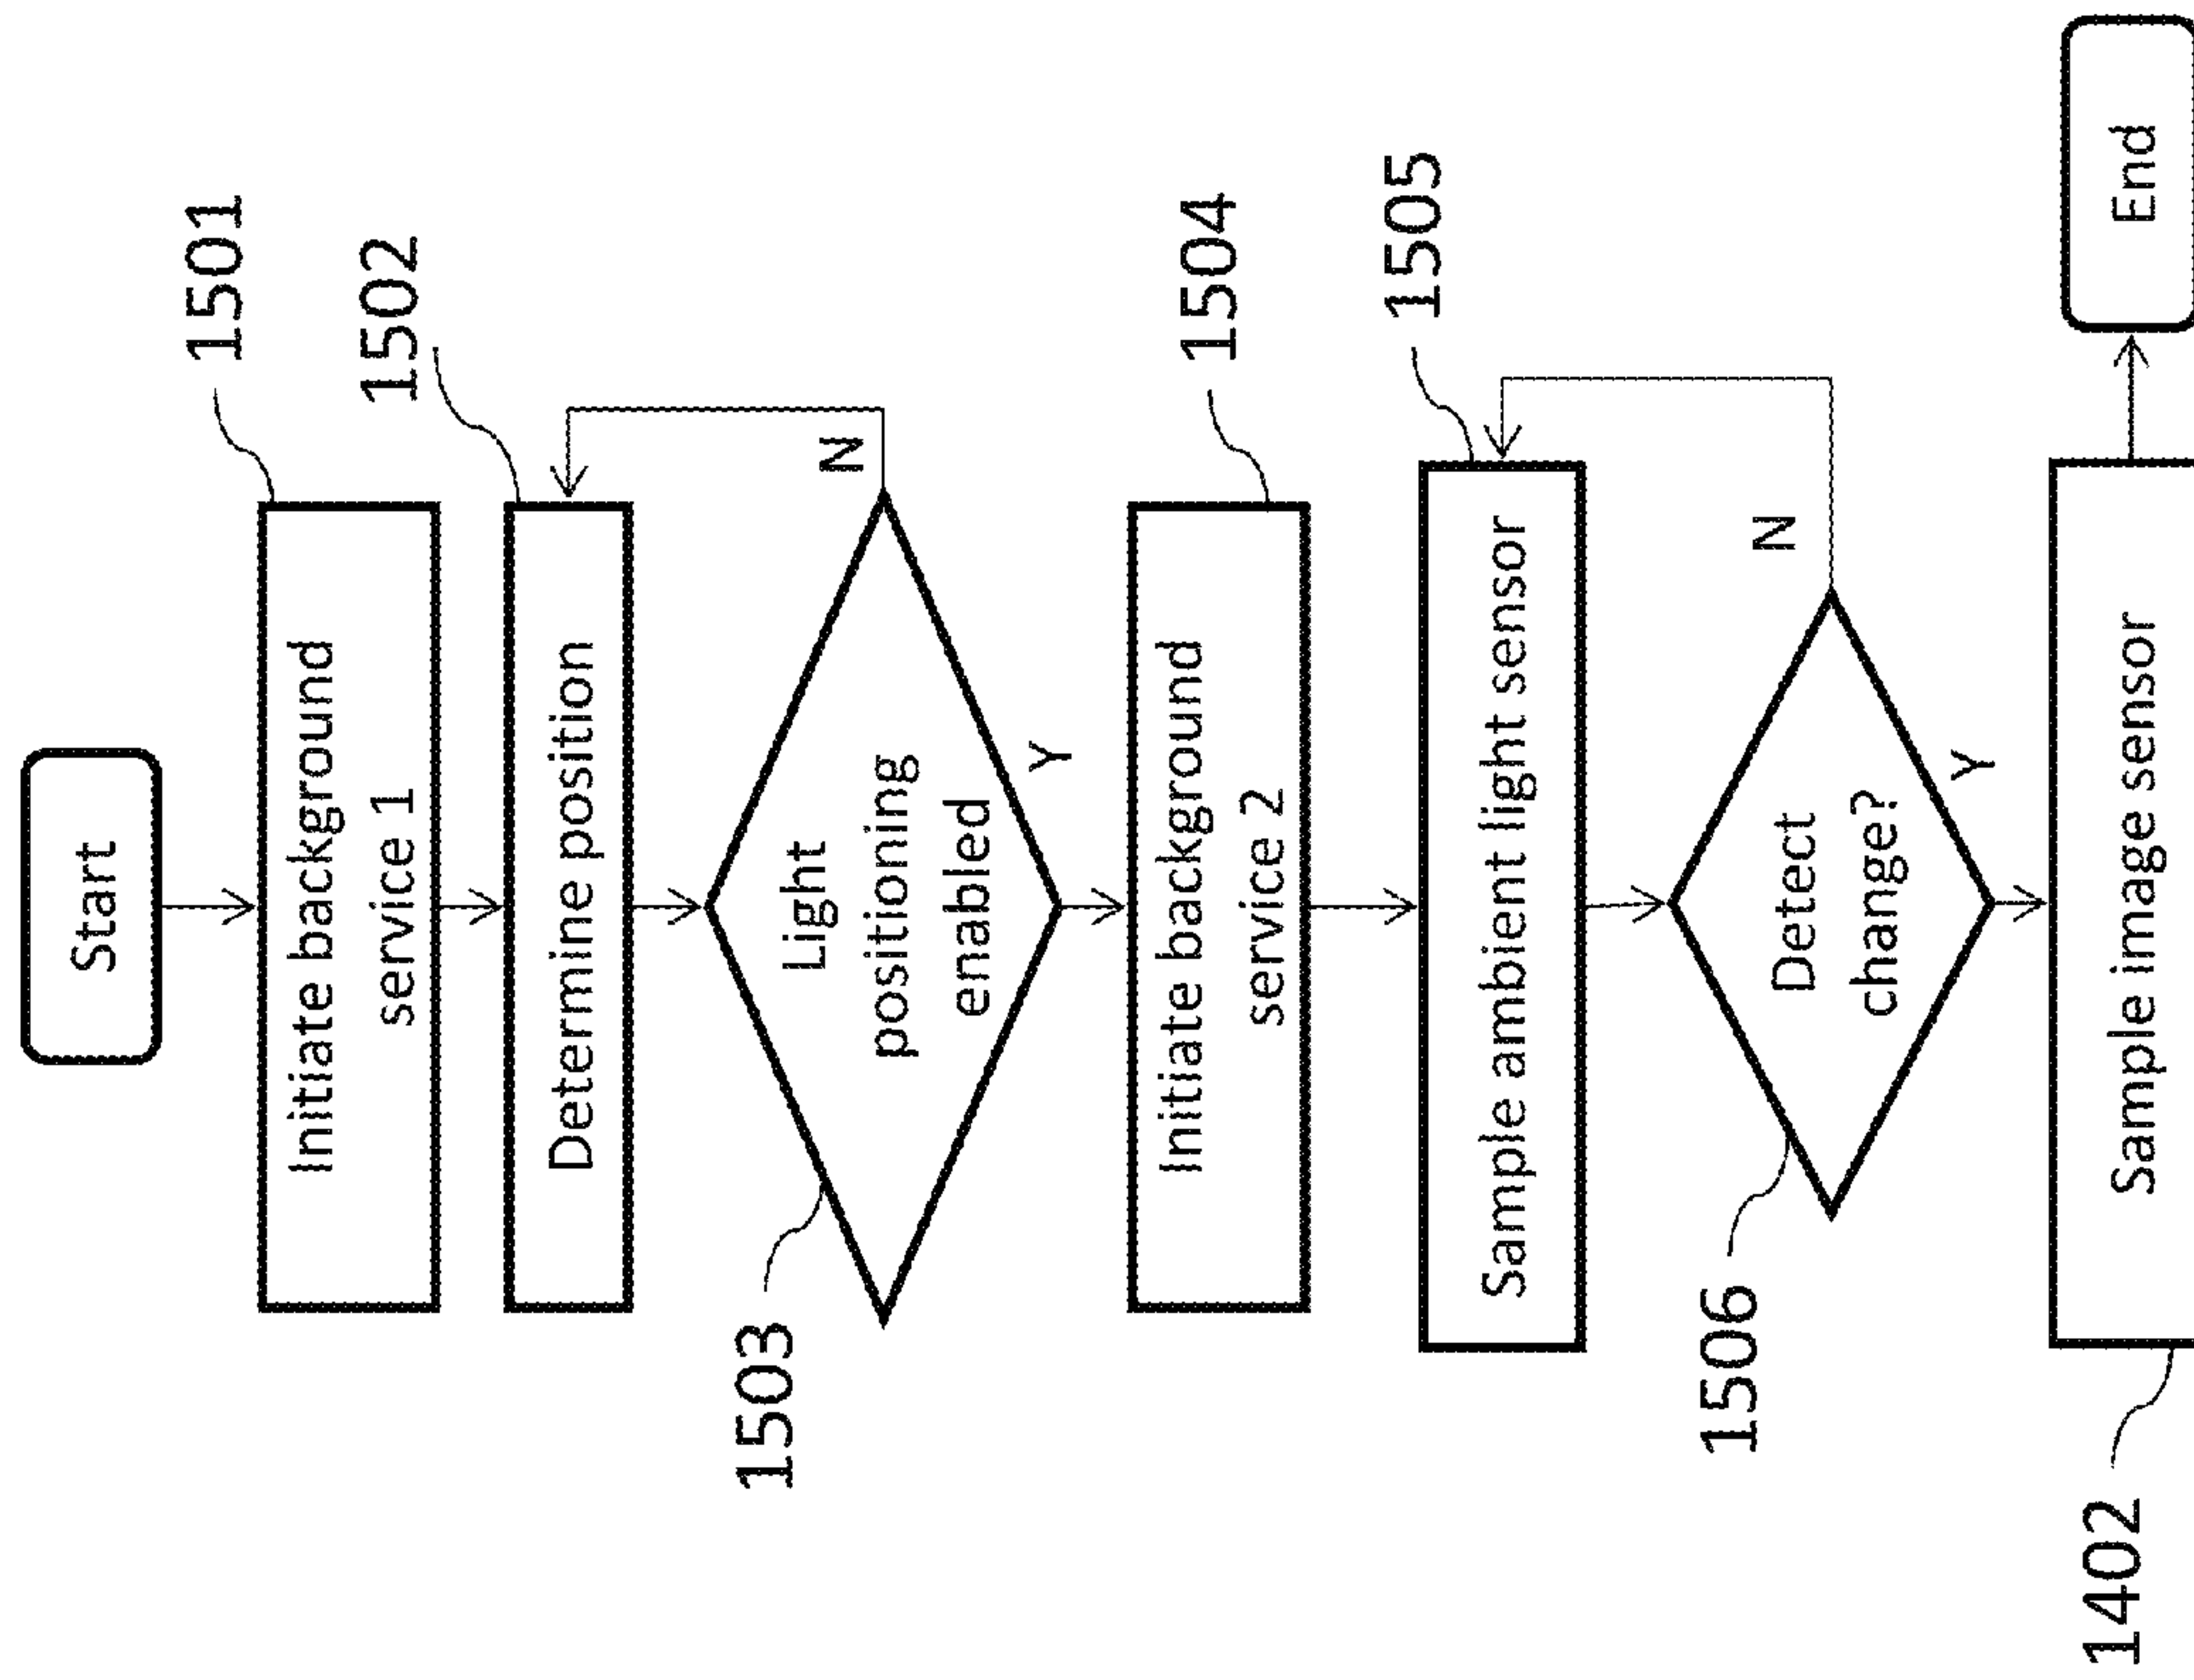 Start
1501
Initiate background
service 1
1502
Determine position
N
1503
Light
positioning
enabled
Y
1504
Initiate background
service 2
1505
Sample ambient light sensor
N
1506
Detect
change?
Y
1402
Sample image sensor
End